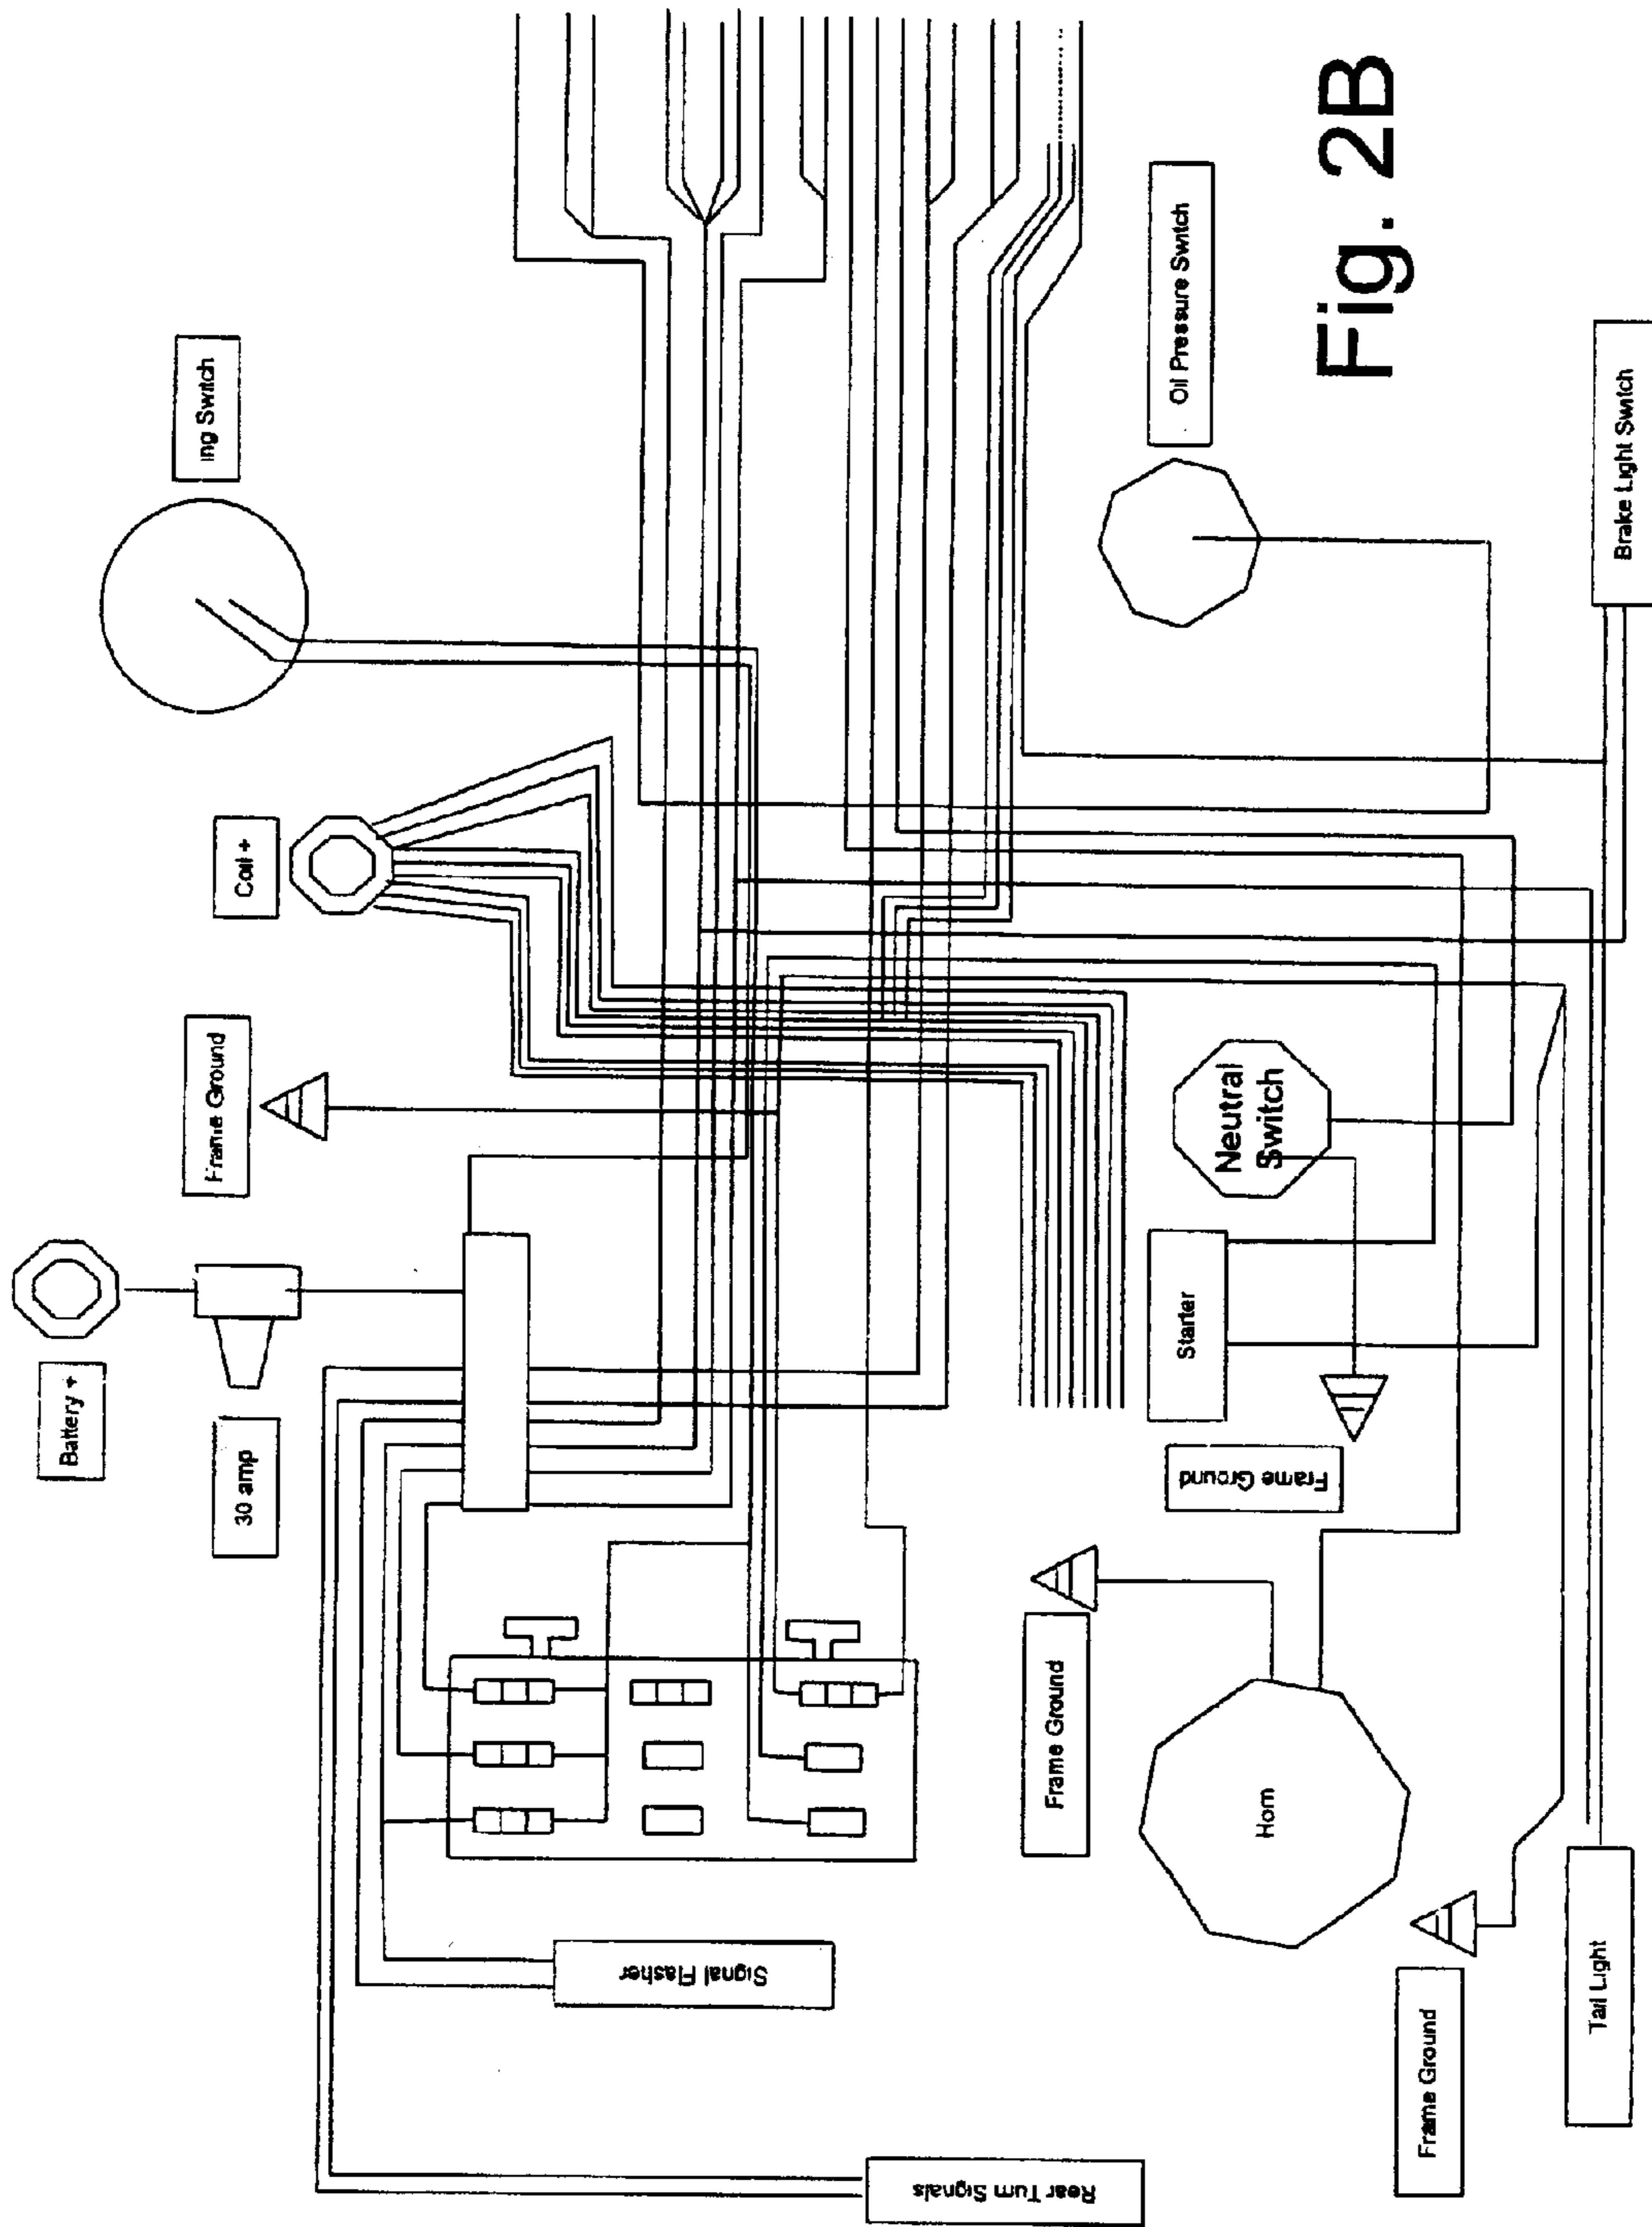 Battery +
30 amp
Frame Ground
Coil +
Ing Switch
Signal Flasher
Rear Turn Signals
Frame Ground
Horn
Frame Ground
Starter
Neutral
Switch
Oil Pressure Switch
Frame Ground
Tail Light
Brake Light Switch
Fig. 2B